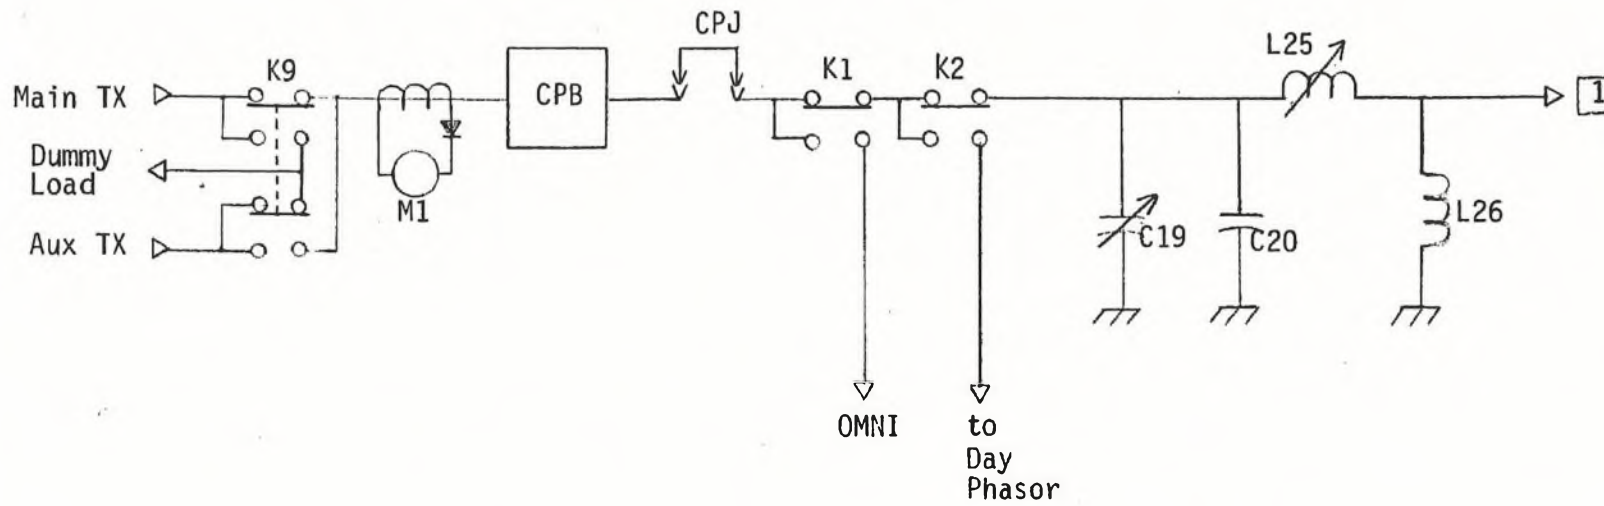 CPJ
L25
K9
K1
K2
Main TX
CPB
1
Dummy
Load
M1
L26
C19
C20
Aux TX
OMNI
to
Day
Phasor